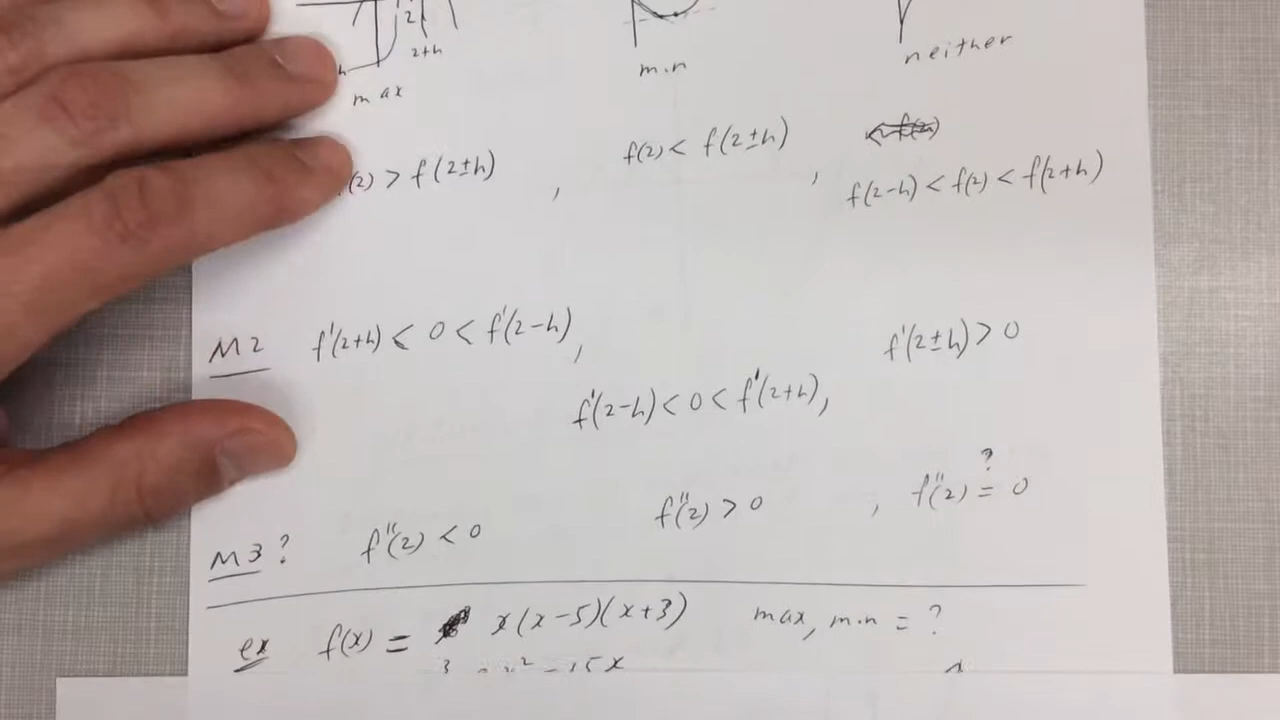 2
2+h
max
min
neither
(2) > f(2±h) , f(2) < f(2±h) , f(2-h) < f(2) < f(2+h)
M2 f'(2+h) < 0 < f'(2-h), f'(2-h) < 0 < f'(2+h), f'(2±h) > 0
M3? f''(2) < 0 f''(2) > 0 , f''(2) ≟ 0
ex f(x) = x(x-5)(x+3) max, min = ?